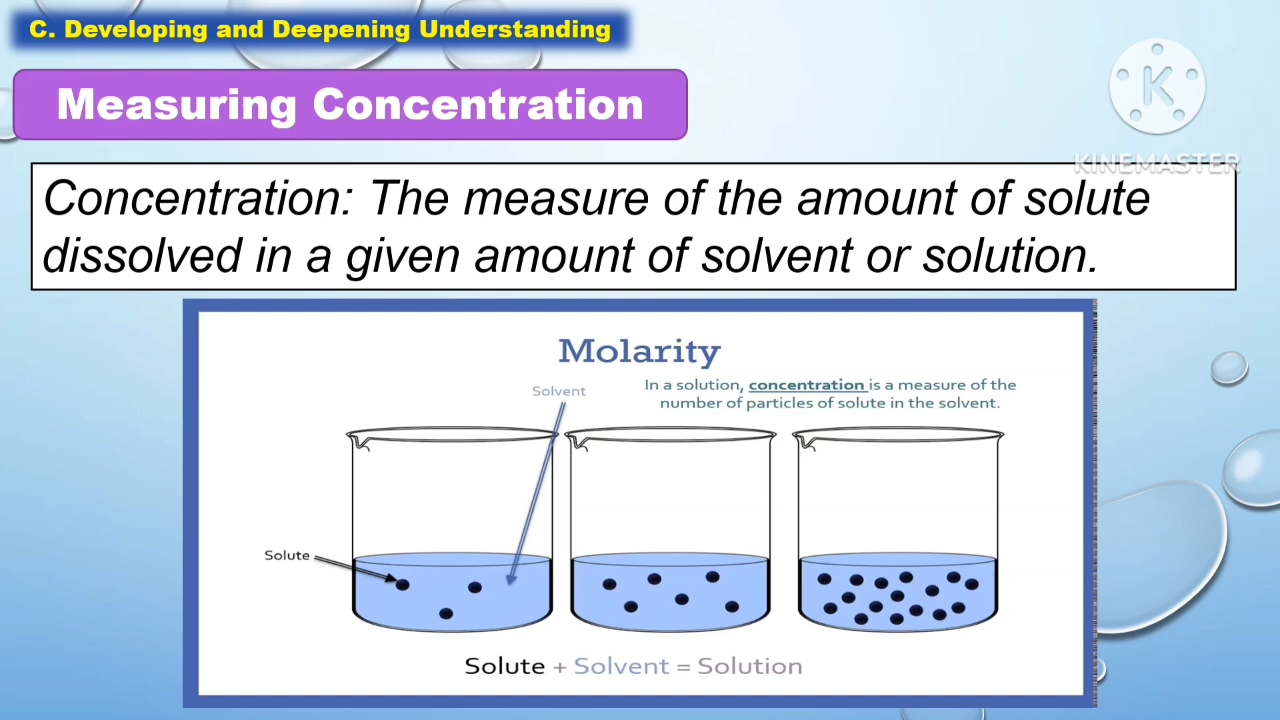 C. Developing and Deepening Understanding
Measuring Concentration
K
KINEMASTER
Concentration: The measure of the amount of solute
dissolved in a given amount of solvent or solution.
Molarity
Solvent
In a solution, concentration is a measure of the
number of particles of solute in the solvent.
Solute
Solute + Solvent = Solution